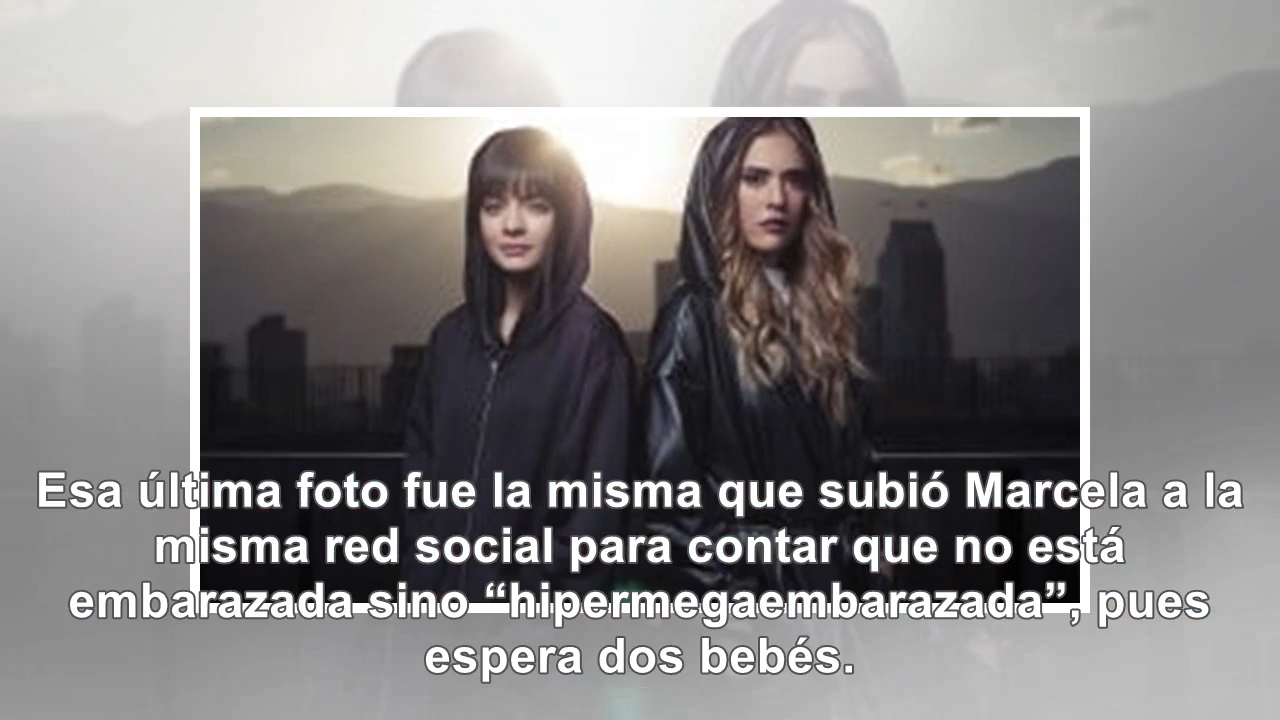 Esa última foto fue la misma que subió Marcela a la
misma red social para contar que no está
embarazada sino “hipermegaembarazada”, pues
espera dos bebés.